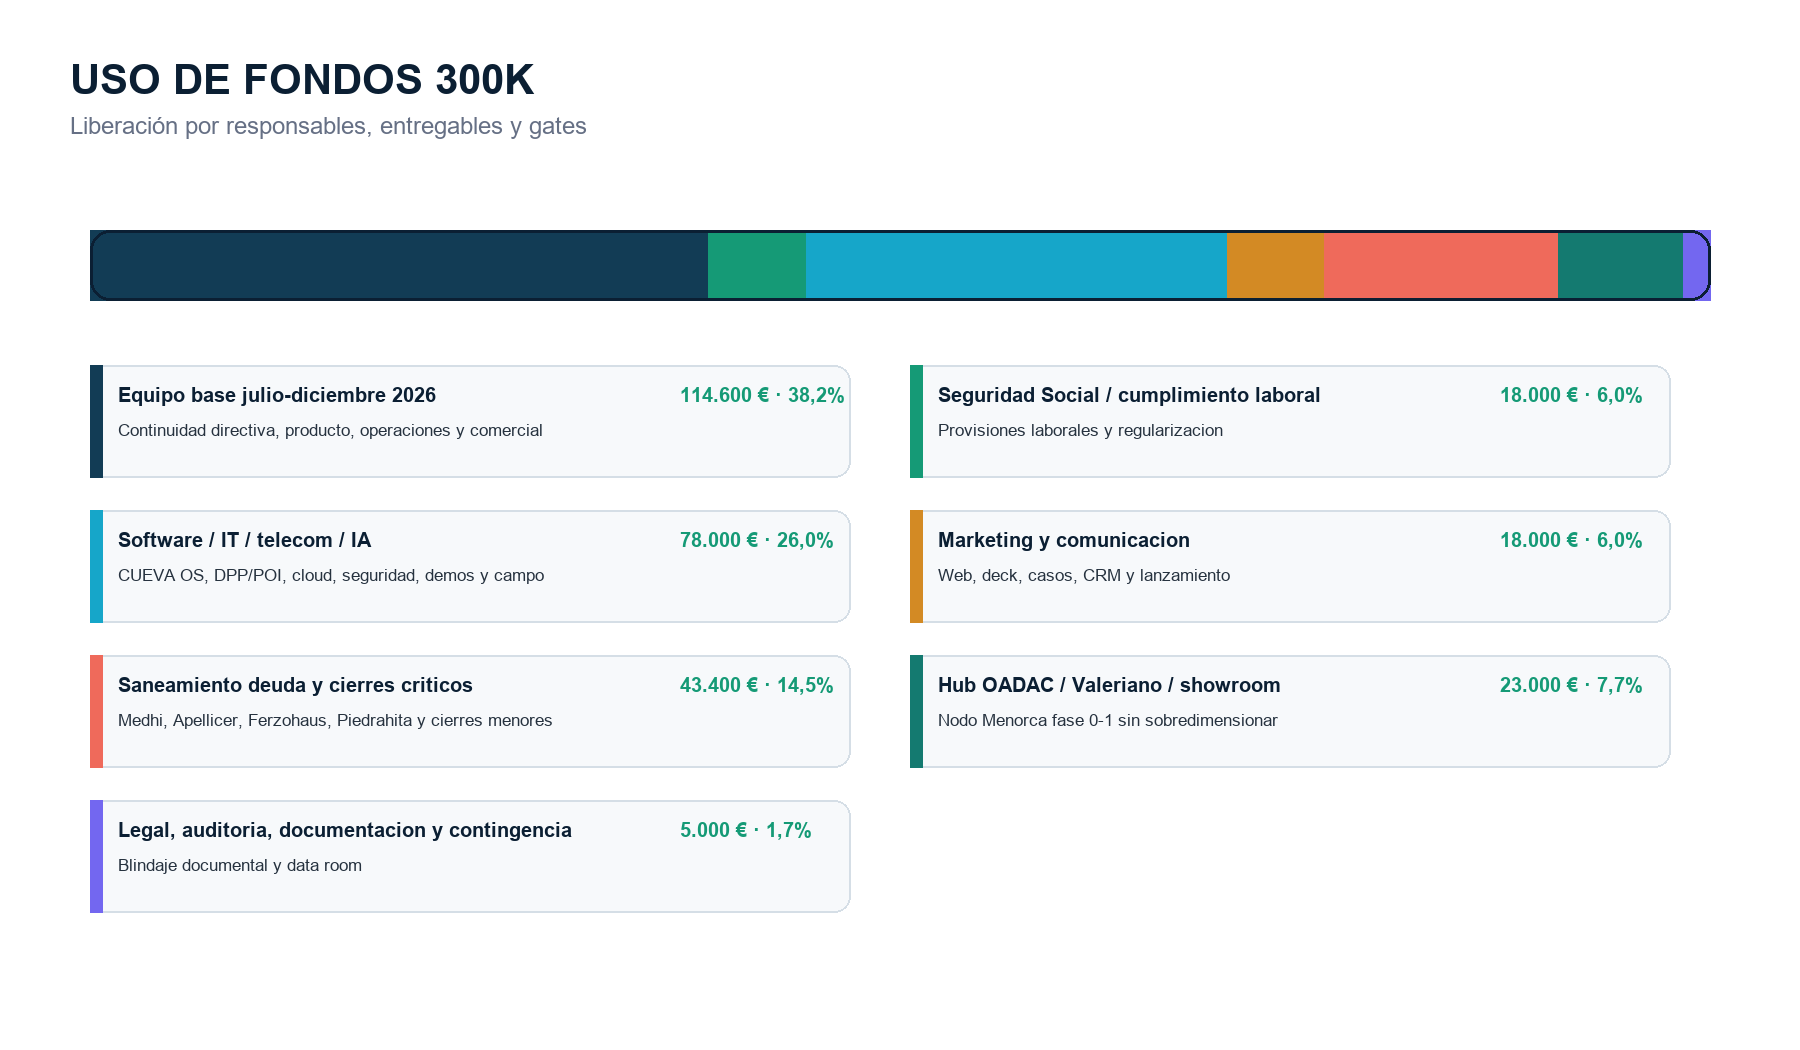 USO DE FONDOS 300K
Liberación por responsables, entregables y gates
Equipo base julio-diciembre 2026
114.600 € · 38,2%
Continuidad directiva, producto, operaciones y comercial
Seguridad Social / cumplimiento laboral
18.000 € · 6,0%
Provisiones laborales y regularizacion
Software / IT / telecom / IA
78.000 € · 26,0%
CUEVA OS, DPP/POI, cloud, seguridad, demos y campo
Marketing y comunicacion
18.000 € · 6,0%
Web, deck, casos, CRM y lanzamiento
Saneamiento deuda y cierres criticos
43.400 € · 14,5%
Medhi, Apellicer, Ferzohaus, Piedrahita y cierres menores
Hub OADAC / Valeriano / showroom
23.000 € · 7,7%
Nodo Menorca fase 0-1 sin sobredimensionar
Legal, auditoria, documentacion y contingencia
5.000 € · 1,7%
Blindaje documental y data room